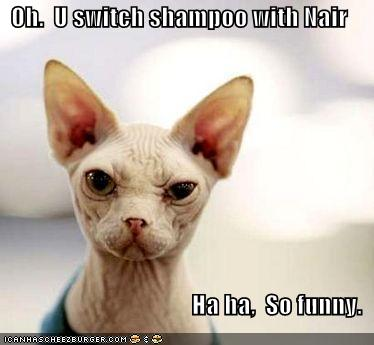 Oh. U switch shampoo with Nair
Ha ha, So funny.
ICANHASCHEEZBURGER.COM